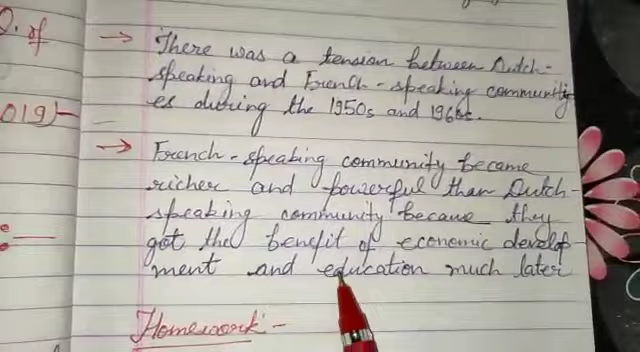 Q. of
→ There was a tension between Dutch-
speaking and French-speaking communiti
019)- – es during the 1950s and 1960s.
→ French-speaking community became
richer and powerful than Dutch-
speaking community because they
:— got the benefit of economic develop-
ment and education much later
Homework:-